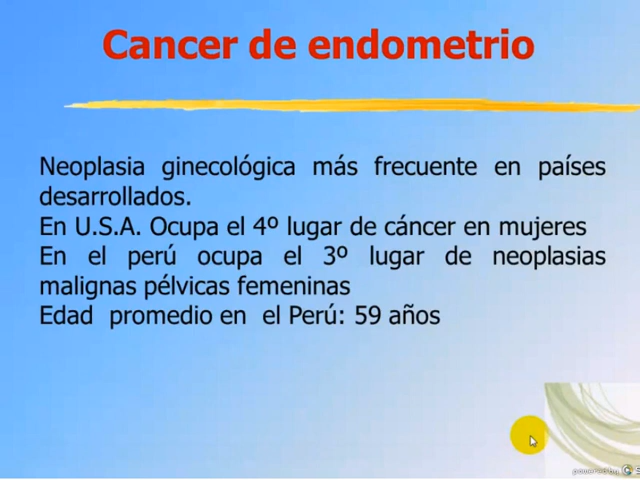 Cancer de endometrio
Neoplasia ginecológica más frecuente en países
desarrollados.
En U.S.A. Ocupa el 4º lugar de cáncer en mujeres
En el perú ocupa el 3º lugar de neoplasias
malignas pélvicas femeninas
Edad promedio en el Perú: 59 años
powered by